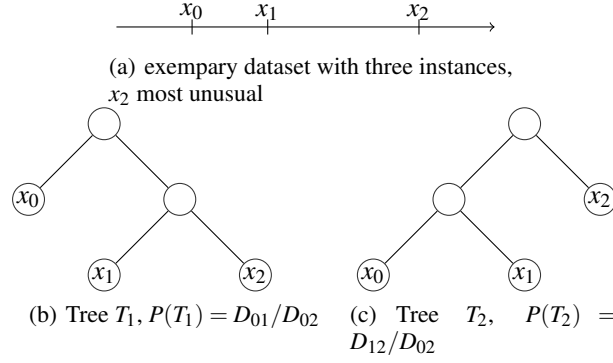 x₀ x₁ x₂
(a) exempary dataset with three instances,
x₂ most unusual
x₀
x₂
x₁ x₂
x₀ x₁
(b) Tree T₁, P(T₁) = D₀₁/D₀₂
(c) Tree T₂, P(T₂) =
D₁₂/D₀₂